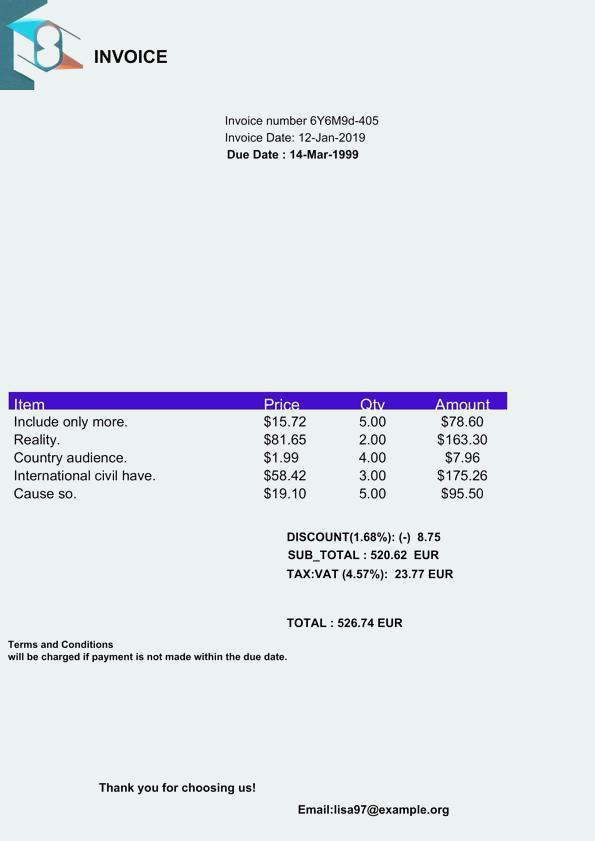 INVOICE
Invoice number 6Y6M9d-405
Invoice Date: 12-Jan-2019
Due Date : 14-Mar-1999
Item Price Qty Amount
Include only more. $15.72 5.00 $78.60
Reality. $81.65 2.00 $163.30
Country audience. $1.99 4.00 $7.96
International civil have. $58.42 3.00 $175.26
Cause so. $19.10 5.00 $95.50
DISCOUNT(1.68%): (-) 8.75
SUB_TOTAL : 520.62 EUR
TAX:VAT (4.57%): 23.77 EUR
TOTAL : 526.74 EUR
Terms and Conditions
will be charged if payment is not made within the due date.
Thank you for choosing us!
Email:lisa97@example.org